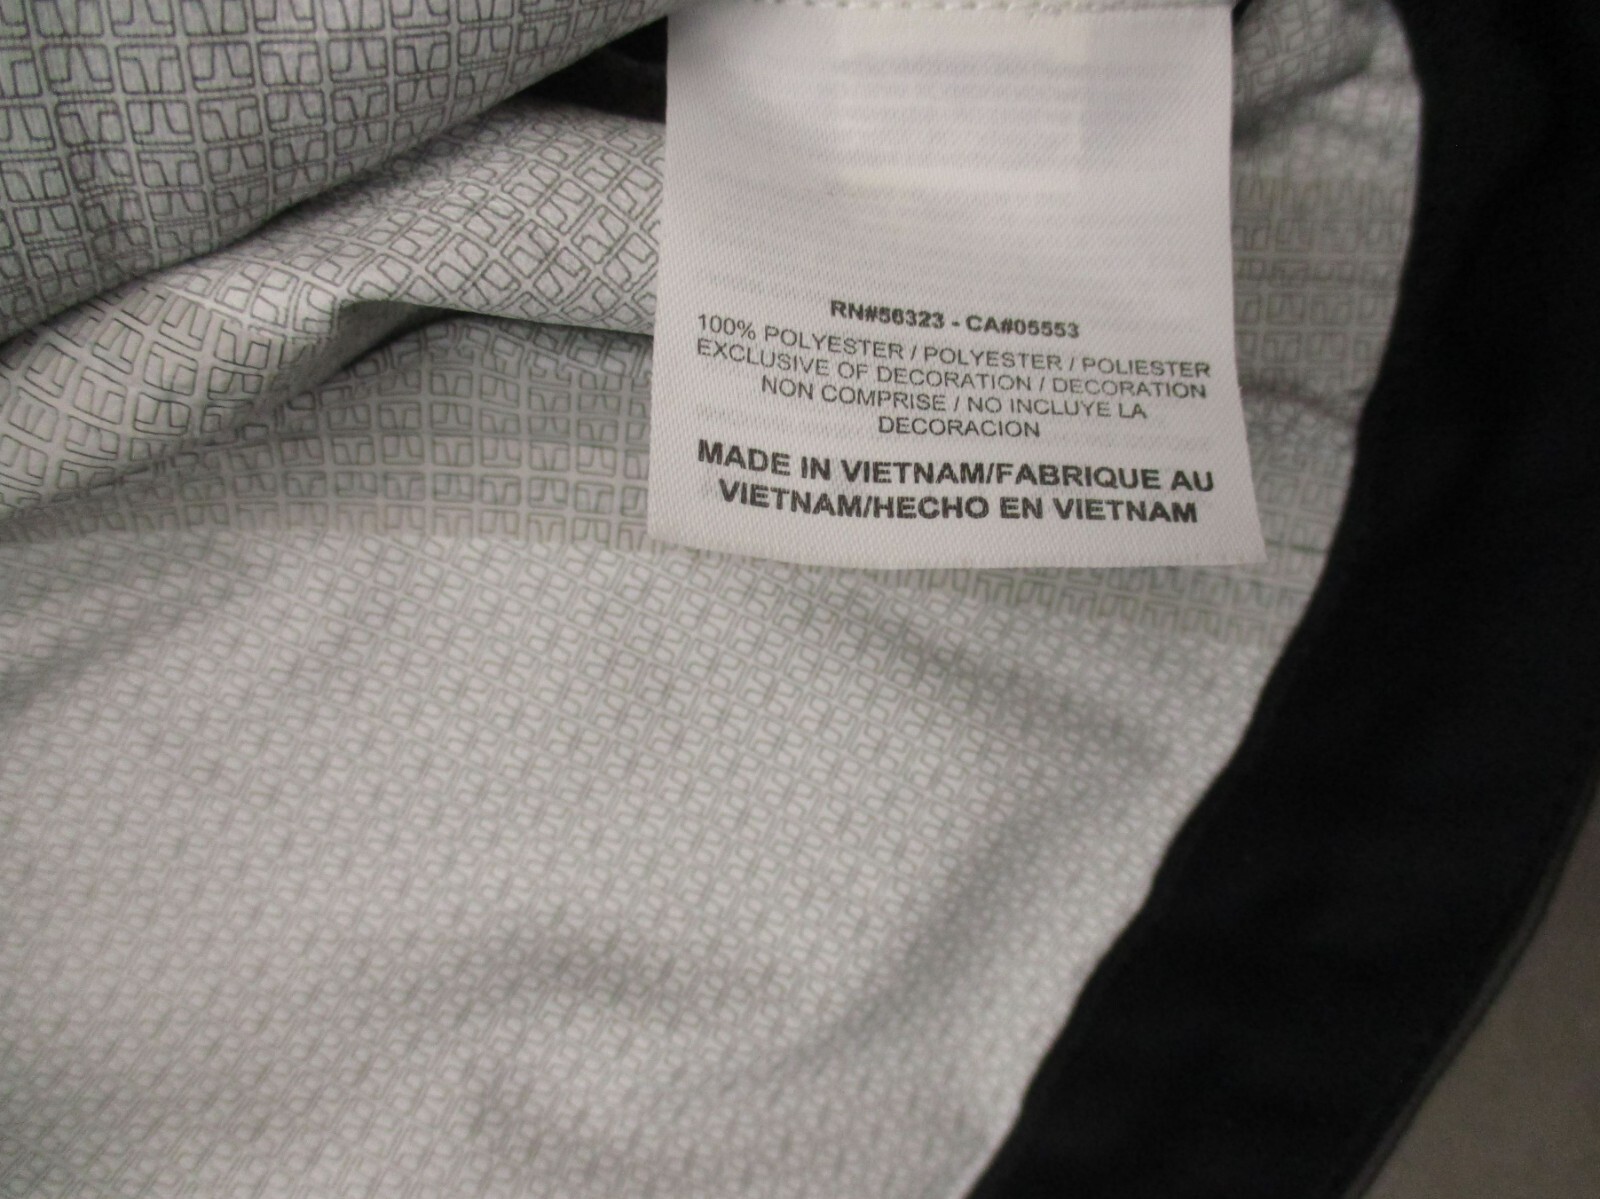 RN#56323 - CA#05553
100% POLYESTER / POLYESTER / POLIESTER
EXCLUSIVE OF DECORATION / DECORATION
NON COMPRISE / NO INCLUYE LA
DECORACION
MADE IN VIETNAM/FABRIQUE AU
VIETNAM/HECHO EN VIETNAM